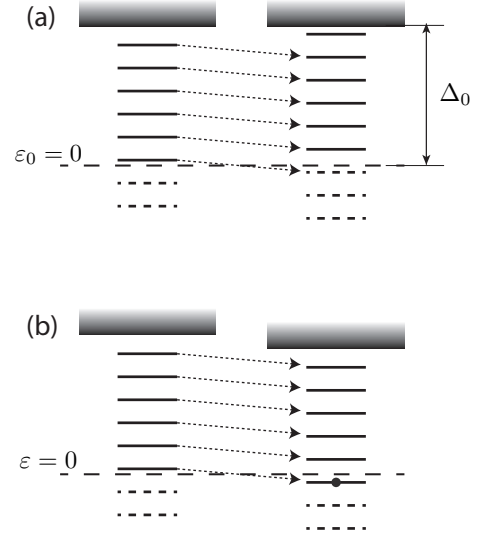 (a)
Δ₀
ε₀ = 0
(b)
ε = 0